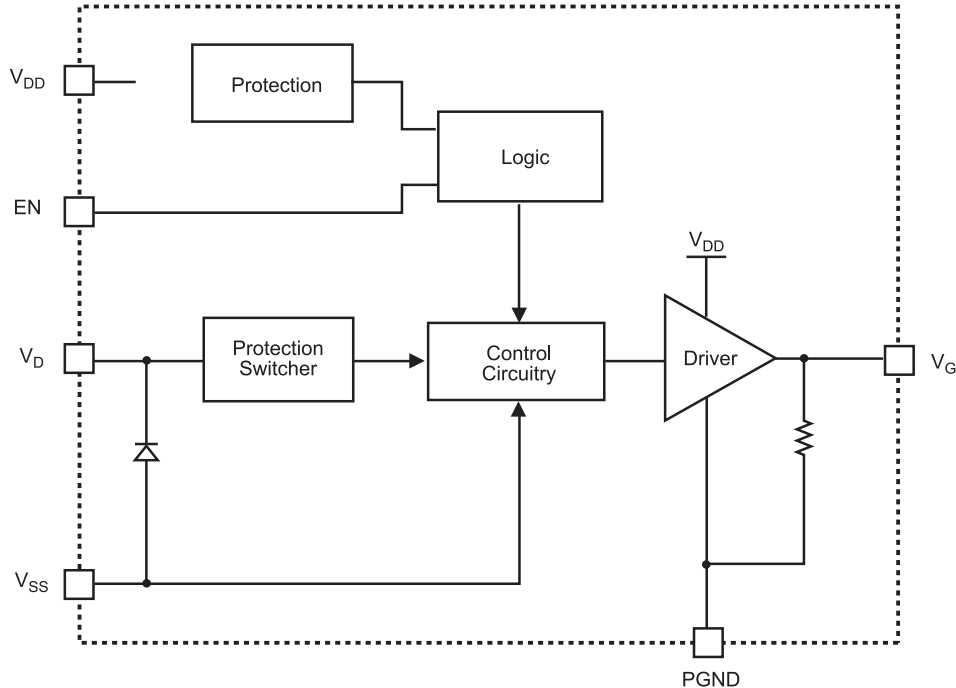 V_DD
Protection
Logic
EN
V_DD
V_D
Protection
Switcher
Control
Circuitry
Driver
V_G
V_SS
PGND